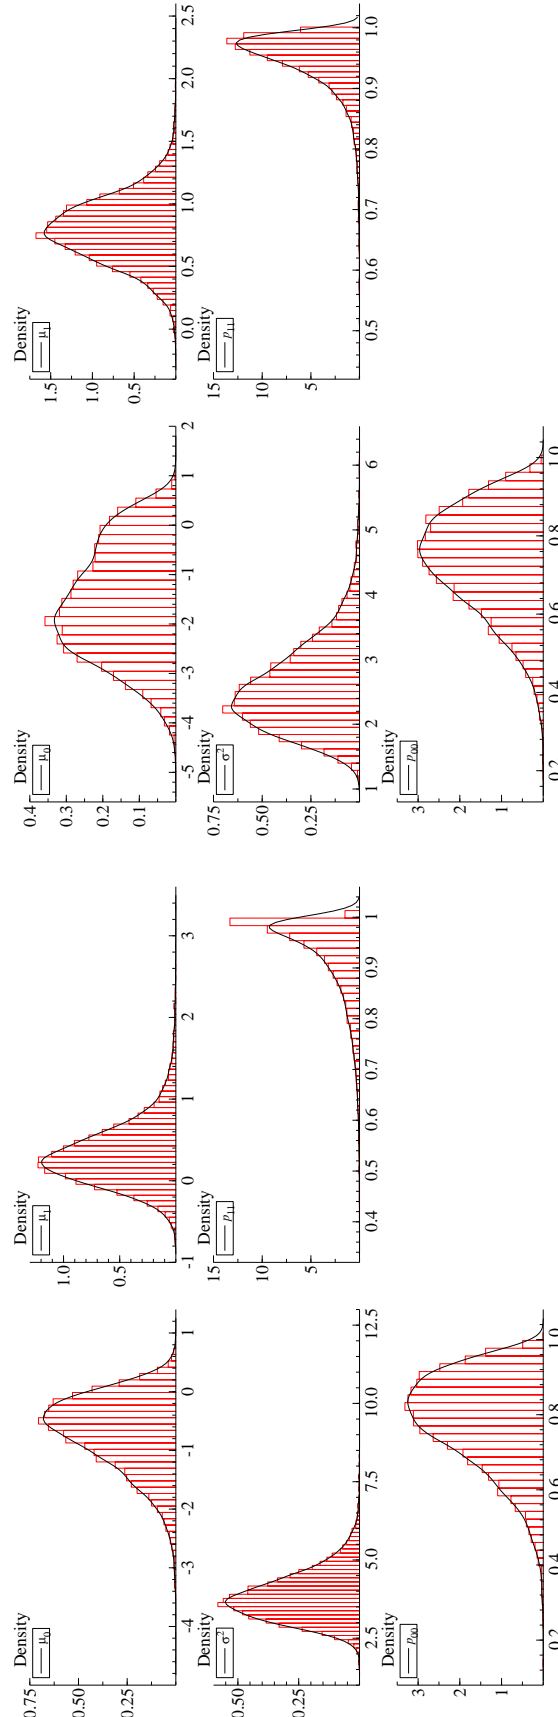 Density
μ₀
0.75
0.25
-4 -3 -2 -1 0 1
Density
μ₁
1.0
0.5
-1 0 1 2 3
Density
σ²
0.50
0.25
2.5 5.0 7.5 10.0 12.5
Density
p₁₁
15
10
5
0.4 0.5 0.6 0.7 0.8 0.9 1
Density
p₀₀
3
2
1
0.2 0.4 0.6 0.8 1.0
Density
μ₀
0.4
0.3
0.2
0.1
-5 -4 -3 -2 -1 0 1 2
Density
μ₁
1.5
1.0
0.5
0.0 0.5 1.0 1.5 2.0 2.5
Density
σ²
0.75
0.50
0.25
1 2 3 4 5 6
Density
p₁₁
15
10
5
0.5 0.6 0.7 0.8 0.9 1.0
Density
p₀₀
3
2
1
0.2 0.4 0.6 0.8 1.0